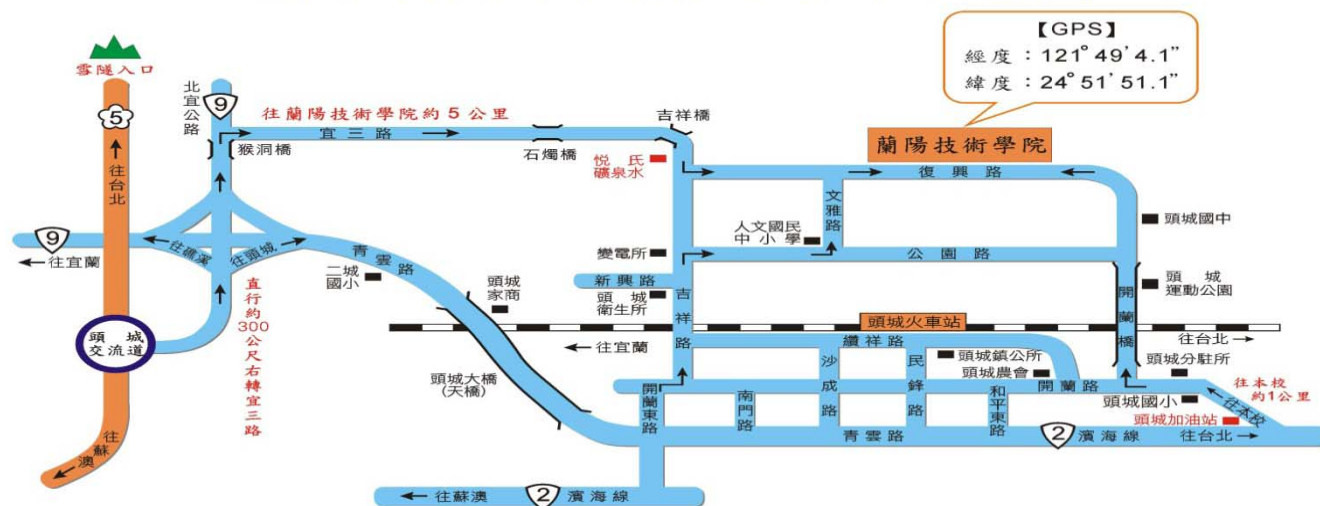 【GPS】
經度：121°49'4.1"
緯度：24°51'51.1"
雪隧入口
5
往台北
北宜公路
9
往蘭陽技術學院約5公里
宜三路
猴洞橋
石燭橋
吉祥橋
悅氏
礦泉水
蘭陽技術學院
復興路
文雅路
頭城國中
人文國民
中小學
9
往宜蘭
往礁溪
往頭城
青雲路
二城
國小
變電所
公園路
新興路
頭城
家商
頭城
衛生所
吉祥路
開蘭橋
頭城
運動公園
直行約300公尺右轉宜三路
頭城
交流道
往宜蘭
頭城火車站
往台北
纘祥路
頭城大橋
(天橋)
沙成路
民鋒路
頭城鎮公所
頭城農會
開蘭路
頭城分駐所
往本校
約1公里
開蘭東路
南門路
和平東路
頭城國小
往本校
頭城加油站
往蘇澳
青雲路
2
濱海線
往台北
往蘇澳
2
濱海線